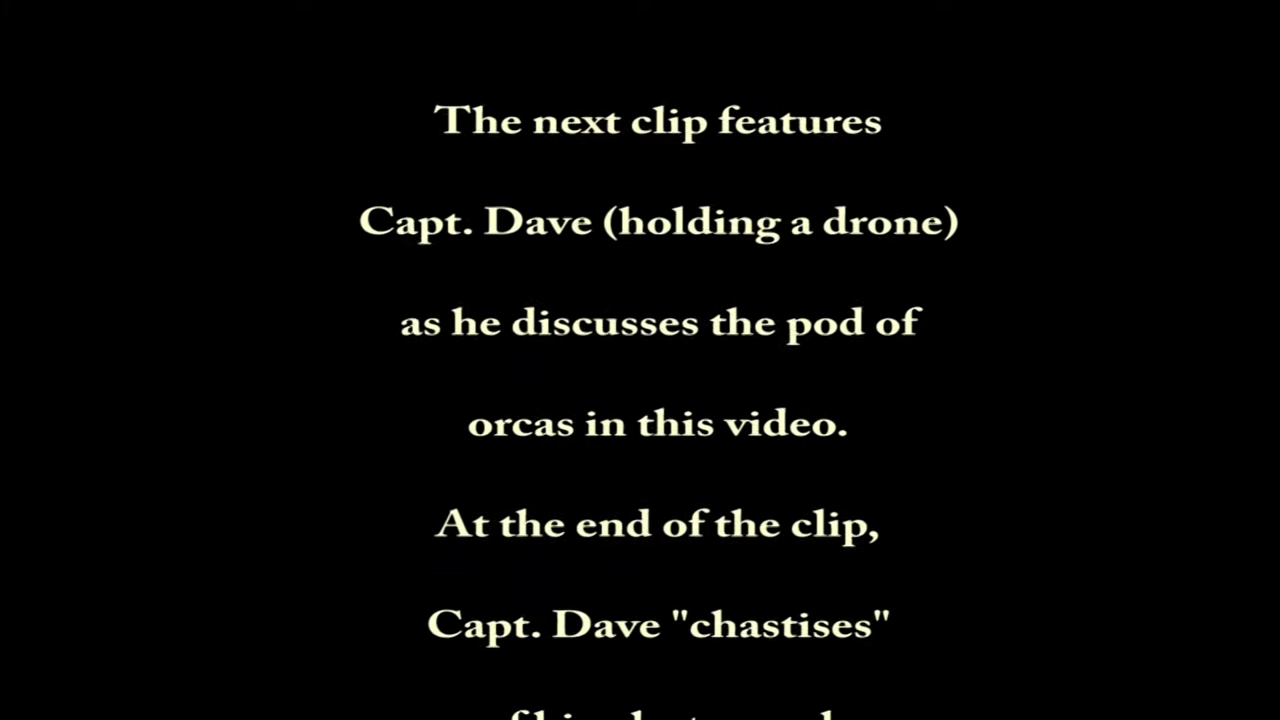 The next clip features
Capt. Dave (holding a drone)
as he discusses the pod of
orcas in this video.
At the end of the clip,
Capt. Dave "chastises"